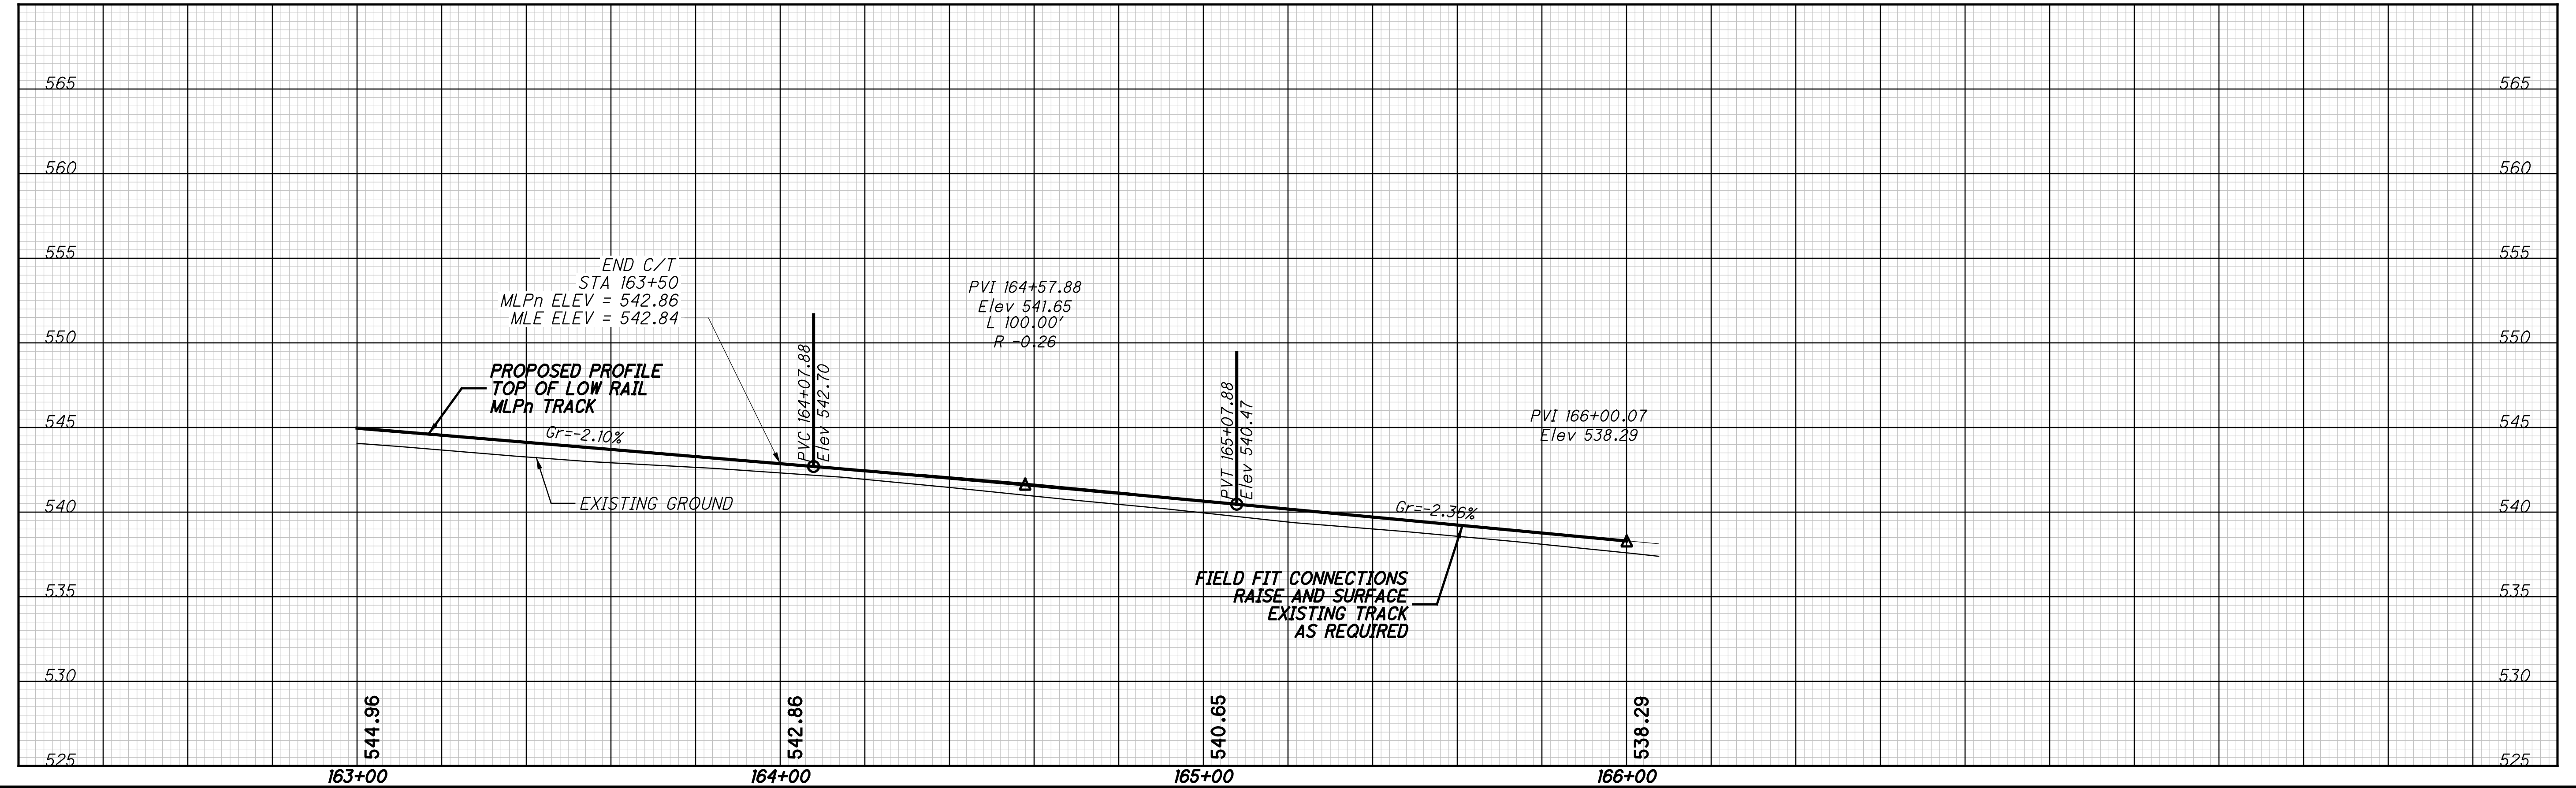 565
565
560
560
555
555
END C/T
STA 163+50
MLPn ELEV = 542.86
MLE ELEV = 542.84
PVI 164+57.88
Elev 541.65
L 100.00'
R -0.26
550
550
PVC 164+07.88
Elev 542.70
PROPOSED PROFILE
TOP OF LOW RAIL
MLPn TRACK
PVT 165+07.88
Elev 540.47
PVI 166+00.07
Elev 538.29
545
545
Gr=-2.10%
EXISTING GROUND
540
540
Gr=-2.36%
FIELD FIT CONNECTIONS
RAISE AND SURFACE
EXISTING TRACK
AS REQUIRED
535
535
530
530
544.96
542.86
540.65
538.29
525
525
163+00
164+00
165+00
166+00